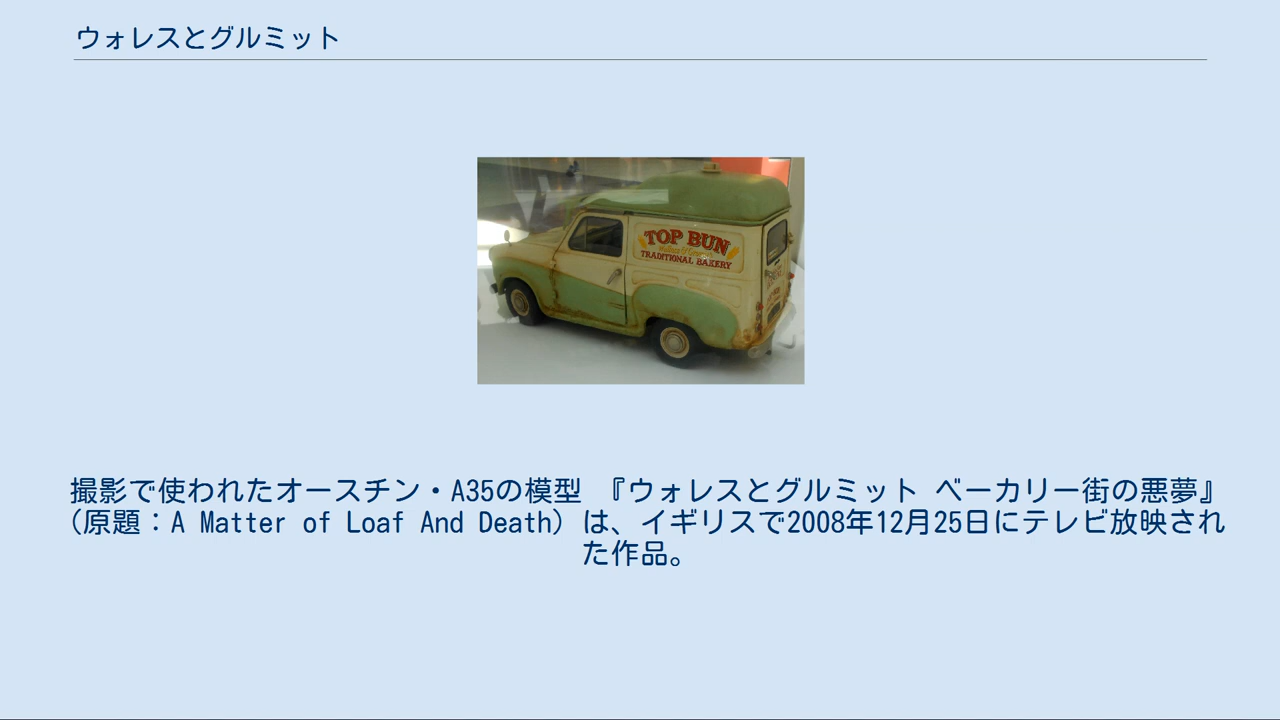 ウォレスとグルミット
TOP BUN
TRADITIONAL BAKERY
撮影で使われたオースチン・A35の模型 『ウォレスとグルミット ベーカリー街の悪夢』
(原題：A Matter of Loaf And Death) は、イギリスで2008年12月25日にテレビ放映され
た作品。